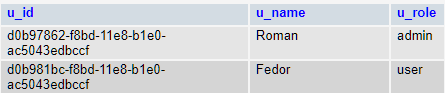 u_id u_name u_role
d0b97862-f8bd-11e8-b1e0- Roman admin
ac5043edbccf
d0b981bc-f8bd-11e8-b1e0- Fedor user
ac5043edbccf